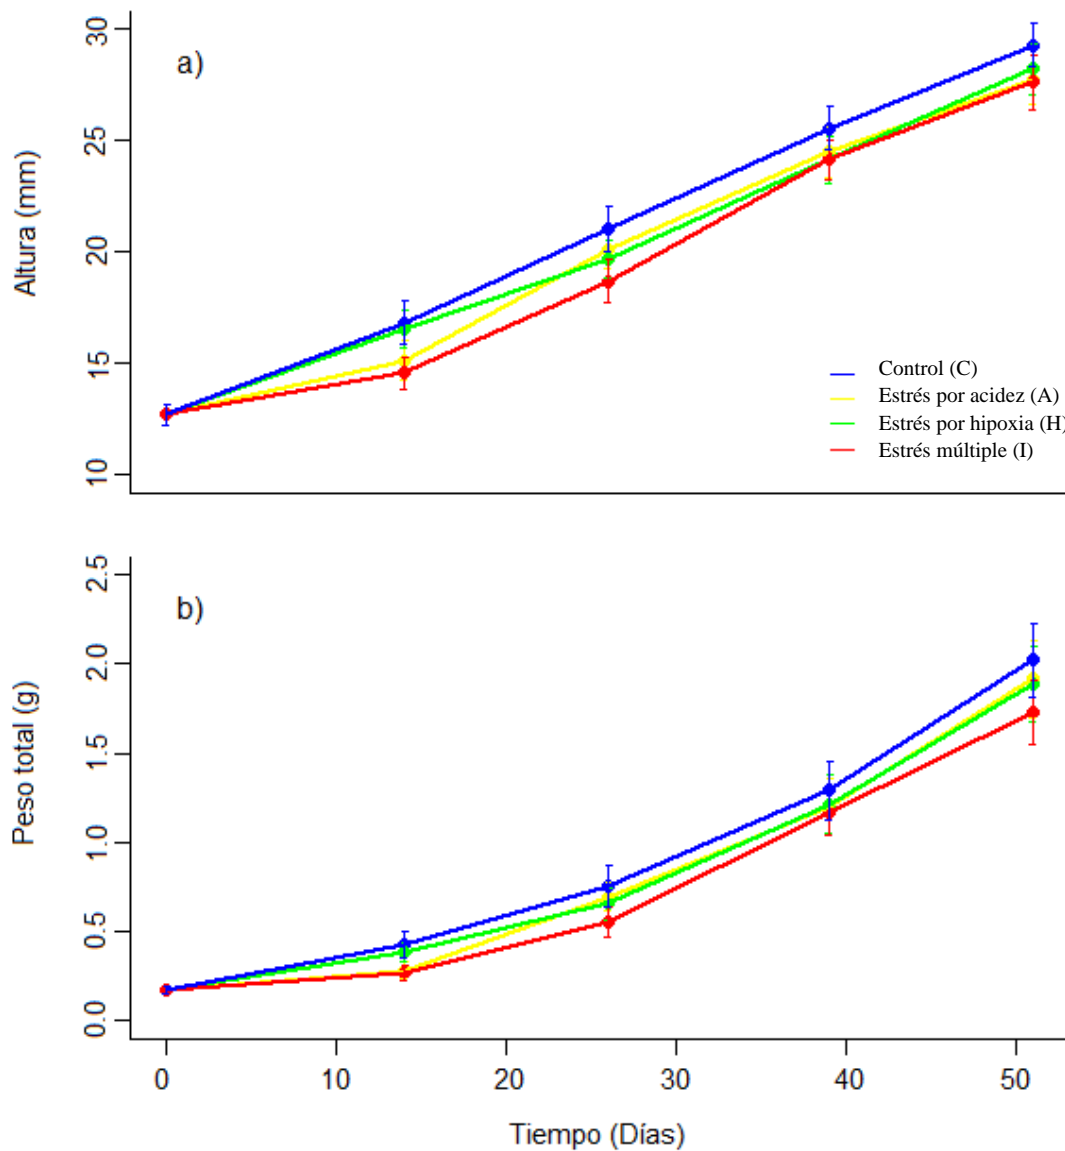 30
a)
25
Altura (mm)
20
15
Control (C)
Estrés por acidez (A)
Estrés por hipoxia (H)
Estrés múltiple (I)
10
2.5
b)
2.0
1.5
Peso total (g)
1.0
0.5
0.0
0 10 20 30 40 50
Tiempo (Días)